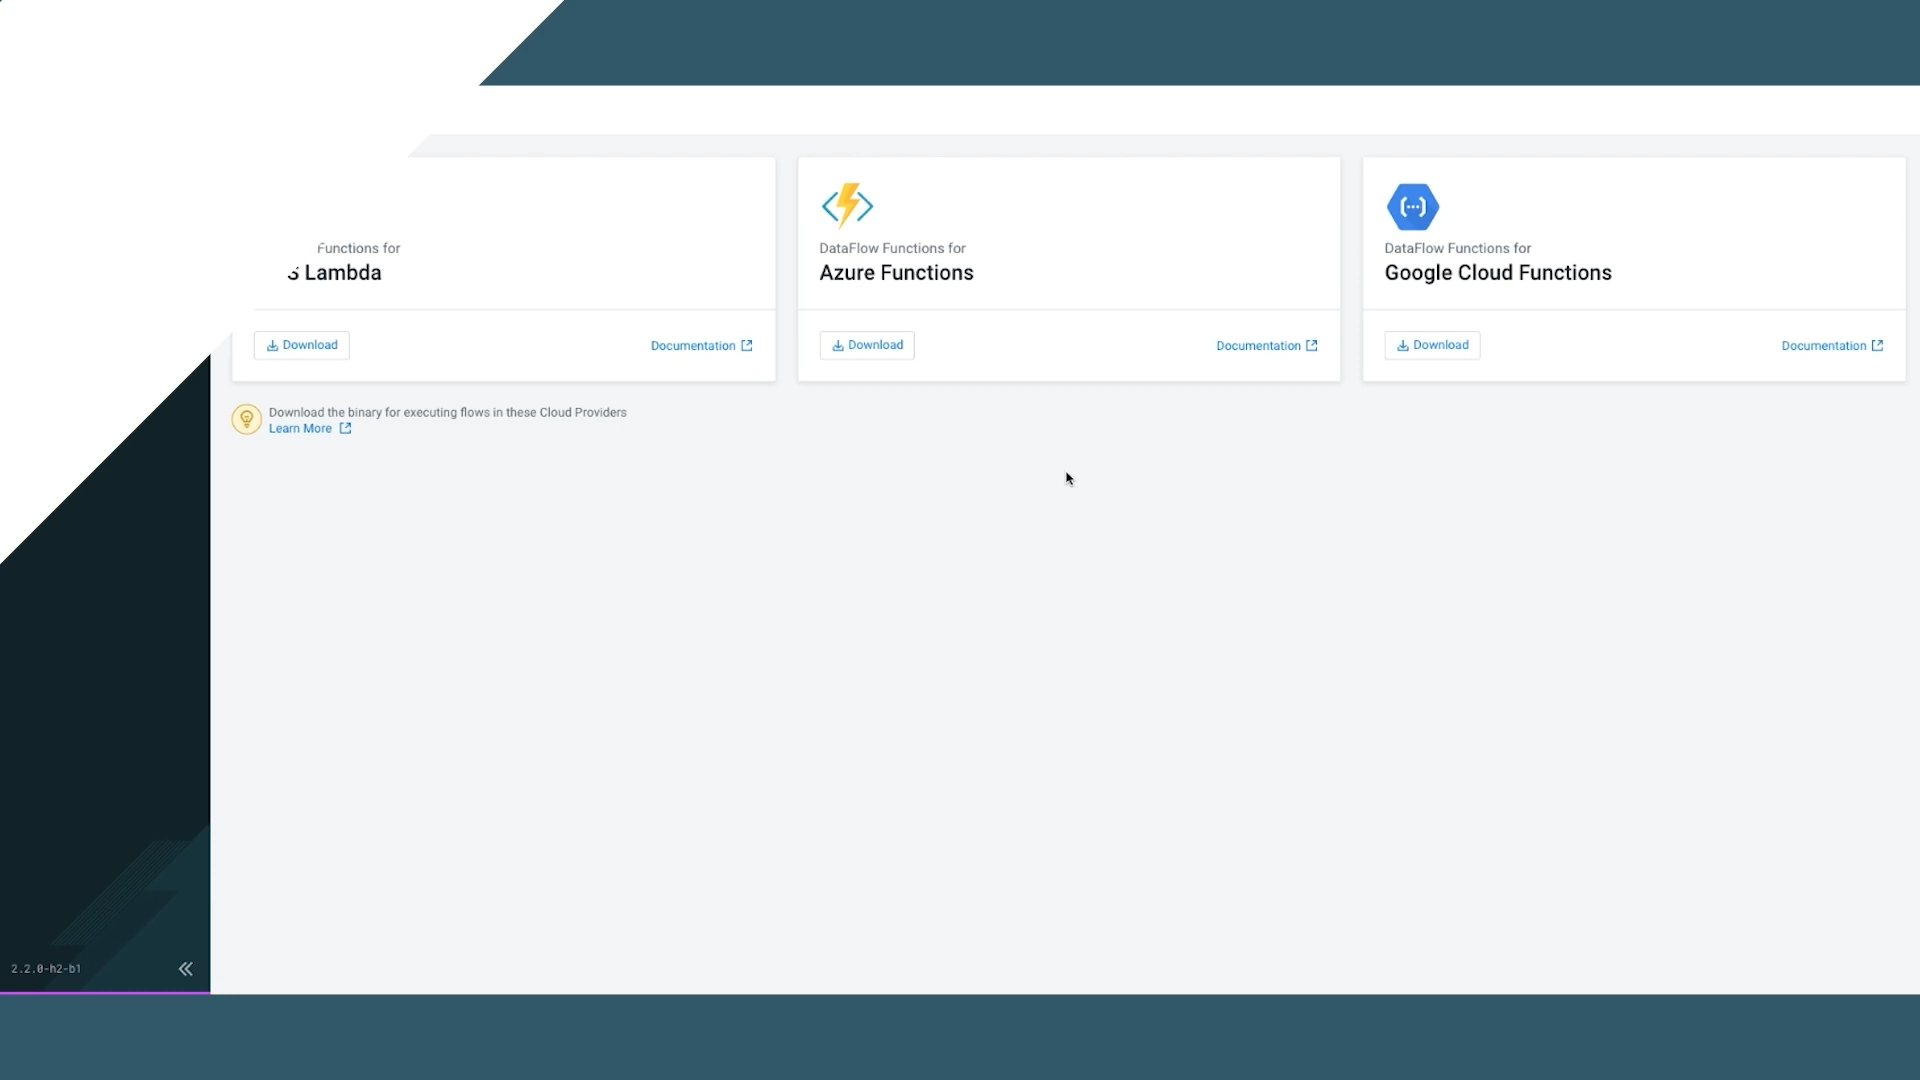 Functions for
Lambda
Download
Documentation
DataFlow Functions for
Azure Functions
Download
Documentation
DataFlow Functions for
Google Cloud Functions
Download
Documentation
Download the binary for executing flows in these Cloud Providers
Learn More
2.2.0-h2-b1